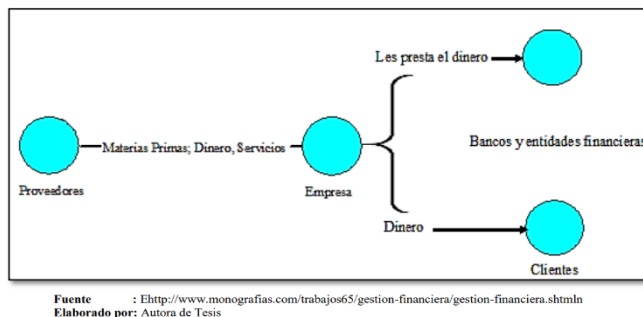 Les presta el dinero
Materias Primas; Dinero, Servicios
Bancos y entidades financieras
Proveedores
Empresa
Dinero
Clientes
Fuente : Ehttp://www.monografias.com/trabajos65/gestion-financiera/gestion-financiera.shtmln
Elaborado por: Autora de Tesis